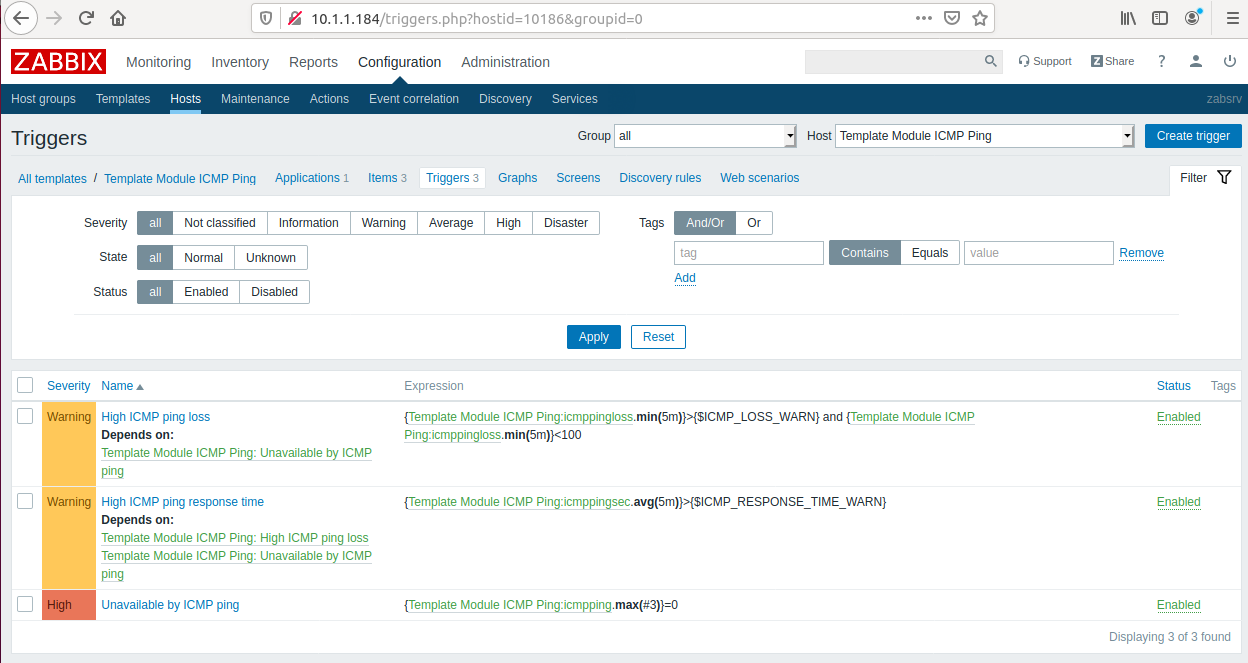 10.1.1.184/triggers.php?hostid=10186&groupid=0
ZABBIX Monitoring Inventory Reports Configuration Administration Support Z Share ?
Host groups Templates Hosts Maintenance Actions Event correlation Discovery Services zabsrv
Triggers Group all Host Template Module ICMP Ping Create trigger
All templates / Template Module ICMP Ping Applications 1 Items 3 Triggers 3 Graphs Screens Discovery rules Web scenarios Filter
Severity all Not classified Information Warning Average High Disaster Tags And/Or Or
tag Contains Equals value Remove
State all Normal Unknown
Add
Status all Enabled Disabled
Apply Reset
Severity Name Expression Status Tags
Warning High ICMP ping loss {Template Module ICMP Ping:icmppingloss.min(5m)}>{$ICMP_LOSS_WARN} and {Template Module ICMP Enabled
Depends on: Ping:icmppingloss.min(5m)}<100
Template Module ICMP Ping: Unavailable by ICMP
ping
Warning High ICMP ping response time {Template Module ICMP Ping:icmppingsec.avg(5m)}>{$ICMP_RESPONSE_TIME_WARN} Enabled
Depends on:
Template Module ICMP Ping: High ICMP ping loss
Template Module ICMP Ping: Unavailable by ICMP
ping
High Unavailable by ICMP ping {Template Module ICMP Ping:icmpping.max(#3)}=0 Enabled
Displaying 3 of 3 found